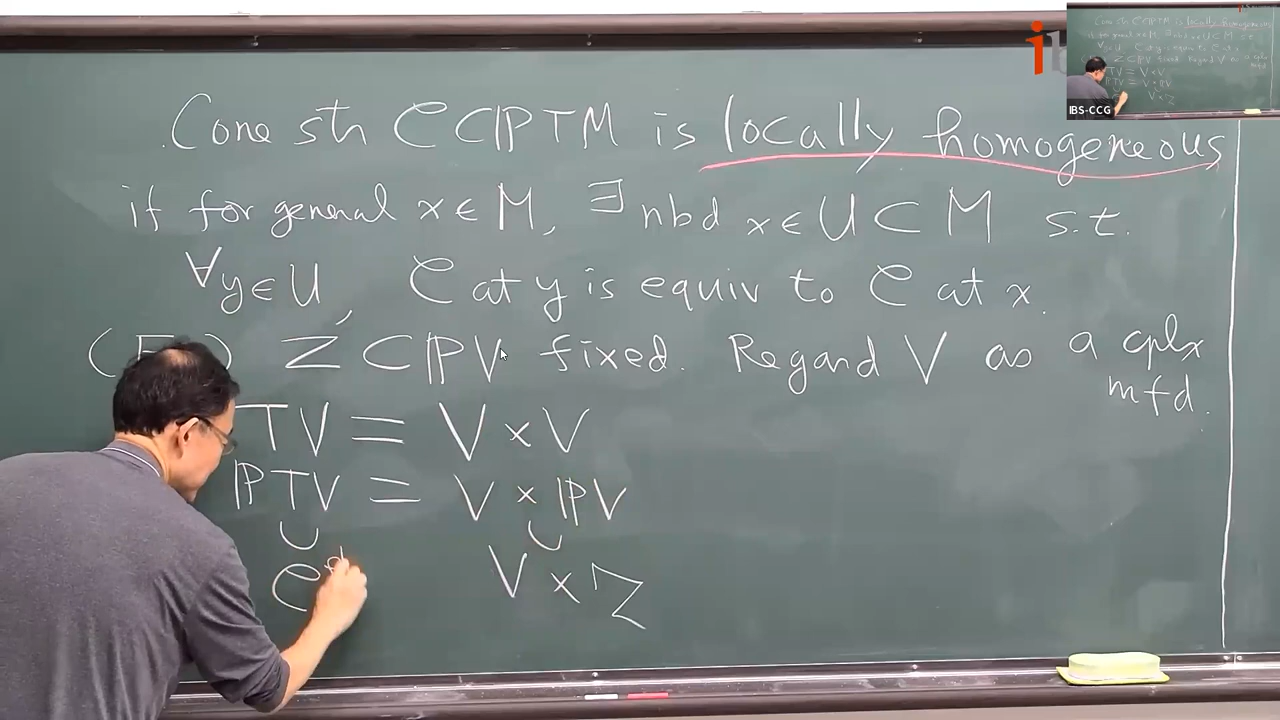 Cone str 𝒞 ⊂ ℙTM is locally homogeneous
if for general x ∈ M, ∃ nbd x ∈ U ⊂ M s.t.
∀y ∈ U, 𝒞 at y is equiv to 𝒞 at x.
Z ⊂ ℙV fixed. Regard V as a cplx mfd.
TV = V × V
ℙTV = V × ℙV
∪ ∪
𝒞 V × Z
IBS-CCG